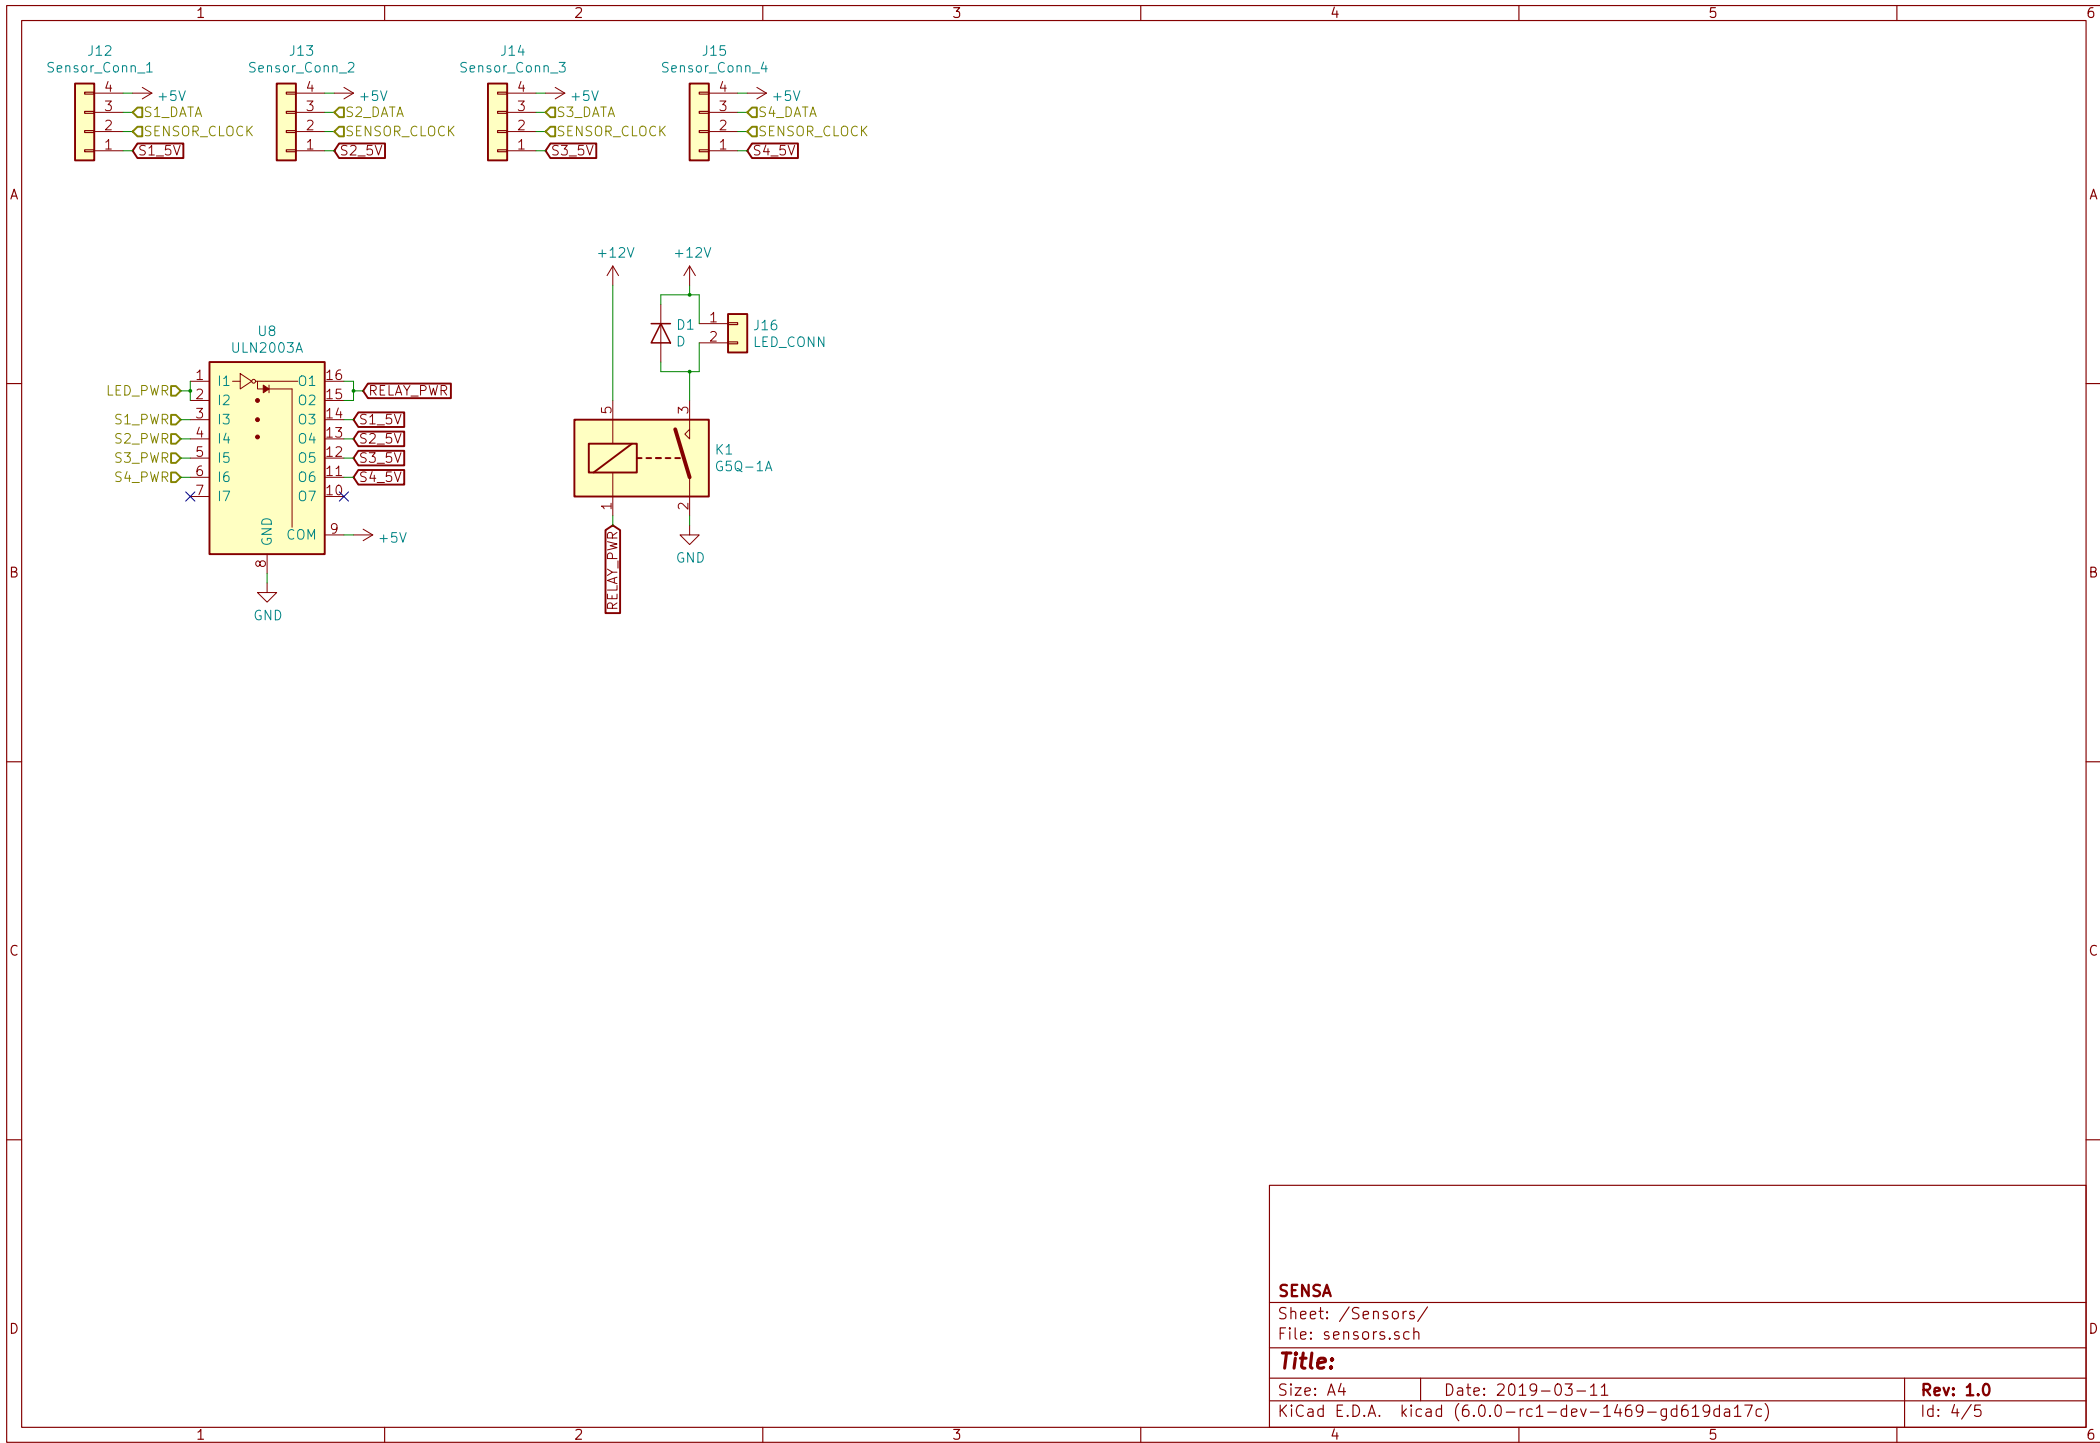 1 2 3 4 5 6
J12 J13 J14 J15
Sensor_Conn_1 Sensor_Conn_2 Sensor_Conn_3 Sensor_Conn_4
4 +5V 4 +5V 4 +5V 4 +5V
3 S1_DATA 3 S2_DATA 3 S3_DATA 3 S4_DATA
2 SENSOR_CLOCK 2 SENSOR_CLOCK 2 SENSOR_CLOCK 2 SENSOR_CLOCK
1 S1_5V 1 S2_5V 1 S3_5V 1 S4_5V
A A
+12V +12V
1 J16
2 LED_CONN
D1
D
U8
ULN2003A
1 I1 O1 16
LED_PWR RELAY_PWR
2 I2 O2 15
S1_PWR 3 I3 O3 14 S1_5V
S2_PWR 4 I4 O4 13 S2_5V
S3_PWR 5 I5 O5 12 S3_5V
S4_PWR 6 I6 O6 11 S4_5V
7 I7 O7 10
GND COM 9 +5V
8
GND
5 3
K1
G5Q-1A
1 2
RELAY_PWR
GND
B B
C C
D D
SENSA
Sheet: /Sensors/
File: sensors.sch
Title:
Size: A4 Date: 2019-03-11 Rev: 1.0
KiCad E.D.A. kicad (6.0.0-rc1-dev-1469-gd619da17c) Id: 4/5
1 2 3 4 5 6